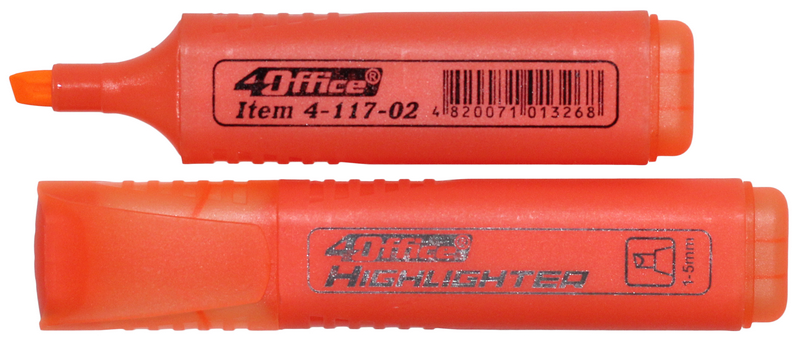 4Office®
Item 4-117-02
4 820071 013268
4Office®
HIGHLIGHTER
1-5mm